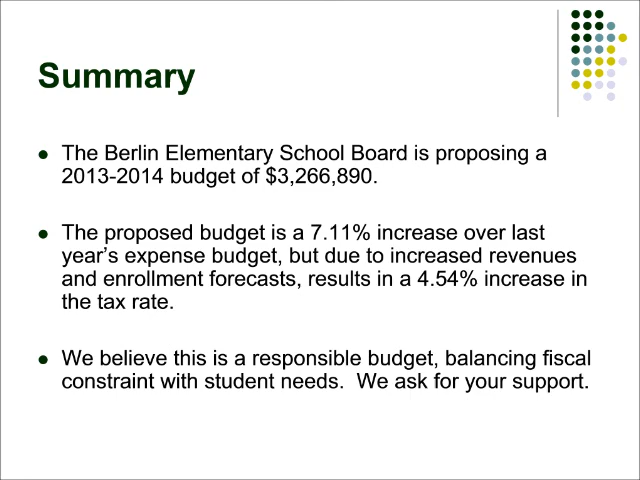 Summary
The Berlin Elementary School Board is proposing a
2013-2014 budget of $3,266,890.
The proposed budget is a 7.11% increase over last
year's expense budget, but due to increased revenues
and enrollment forecasts, results in a 4.54% increase in
the tax rate.
We believe this is a responsible budget, balancing fiscal
constraint with student needs.  We ask for your support.